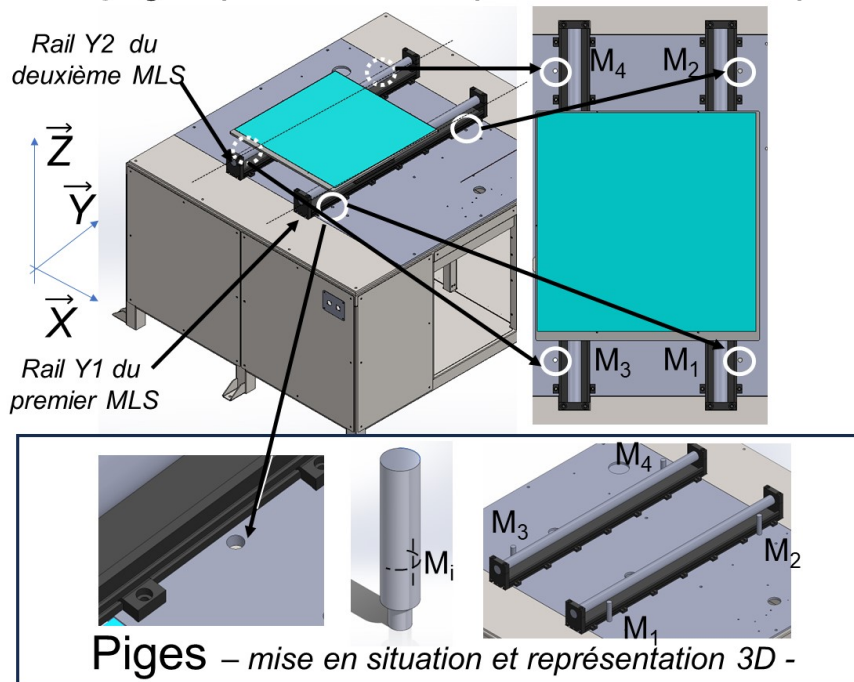 Rail Y2 du
deuxième MLS
Z
Y
X
Rail Y1 du
premier MLS
M4 M2
M3 M1
M4
M3
Mi
M2
M1
Piges – mise en situation et représentation 3D -